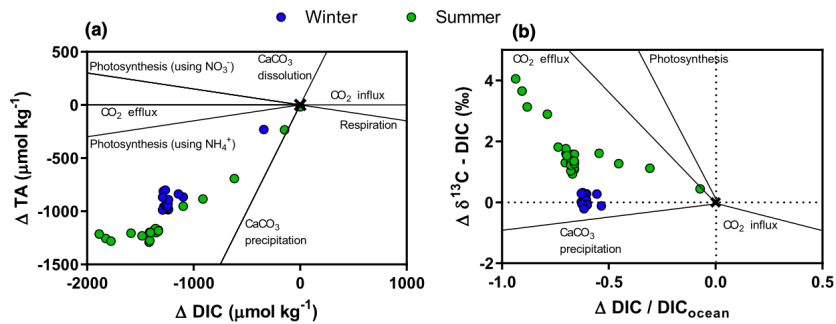 Winter
Summer
(a)
Δ TA (μmol kg⁻¹)
500
0
-500
-1000
-1500
-2000
-1000
0
1000
Δ DIC (μmol kg⁻¹)
Photosynthesis (using NO₃⁻)
CaCO₃
dissolution
CO₂ efflux
CO₂ influx
Respiration
Photosynthesis (using NH₄⁺)
CaCO₃
precipitation
(b)
Δ δ¹³C - DIC (‰)
4
2
0
-2
-1.0
-0.5
0.0
0.5
Δ DIC / DICocean
CO₂
efflux
Photosynthesis
CaCO₃
precipitation
CO₂ influx